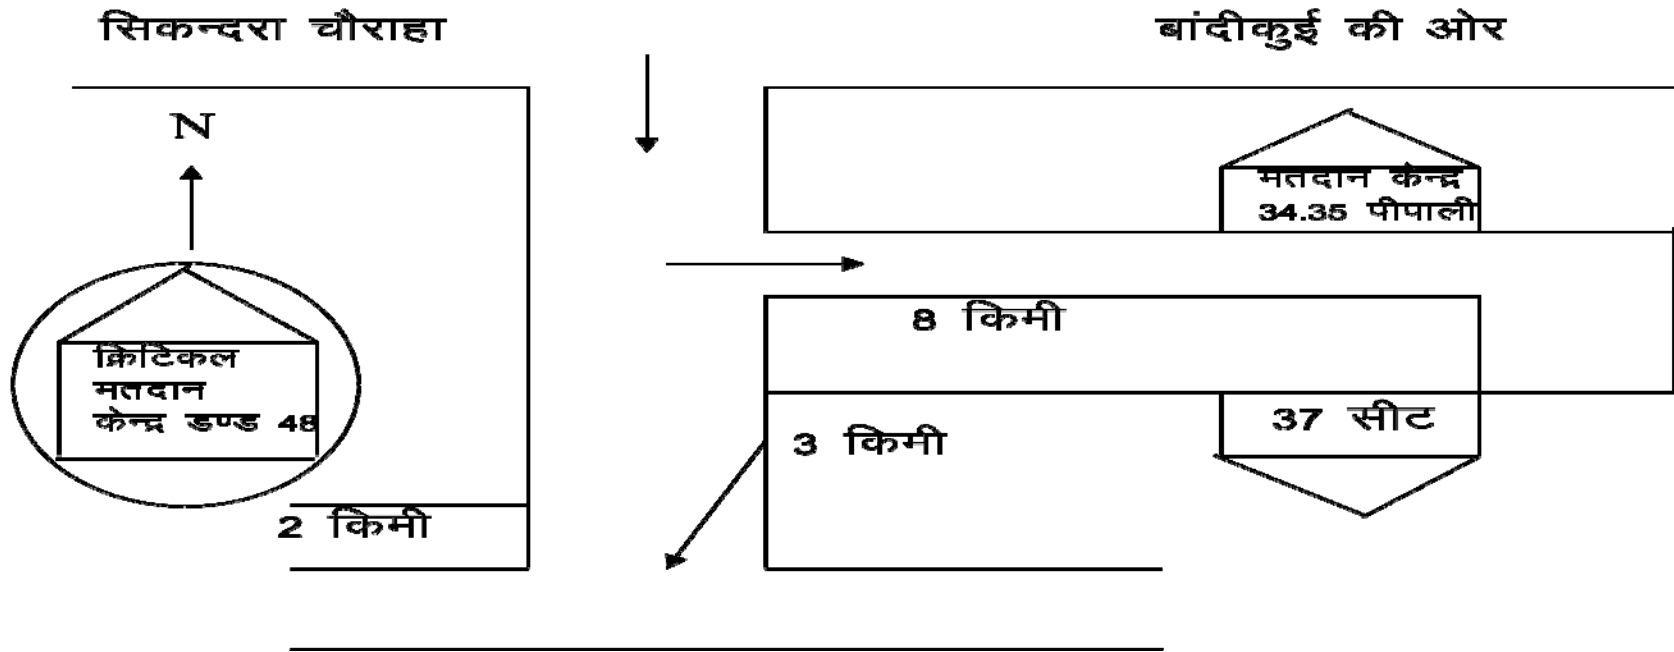 सिकन्दरा चौराहा
बांदीकुई की ओर
N
मतदान केन्द्र
34.35 पीपाली
8 किमी
क्रिटिकल
मतदान
केन्द्र डण्ड 48
37 सीट
3 किमी
2 किमी